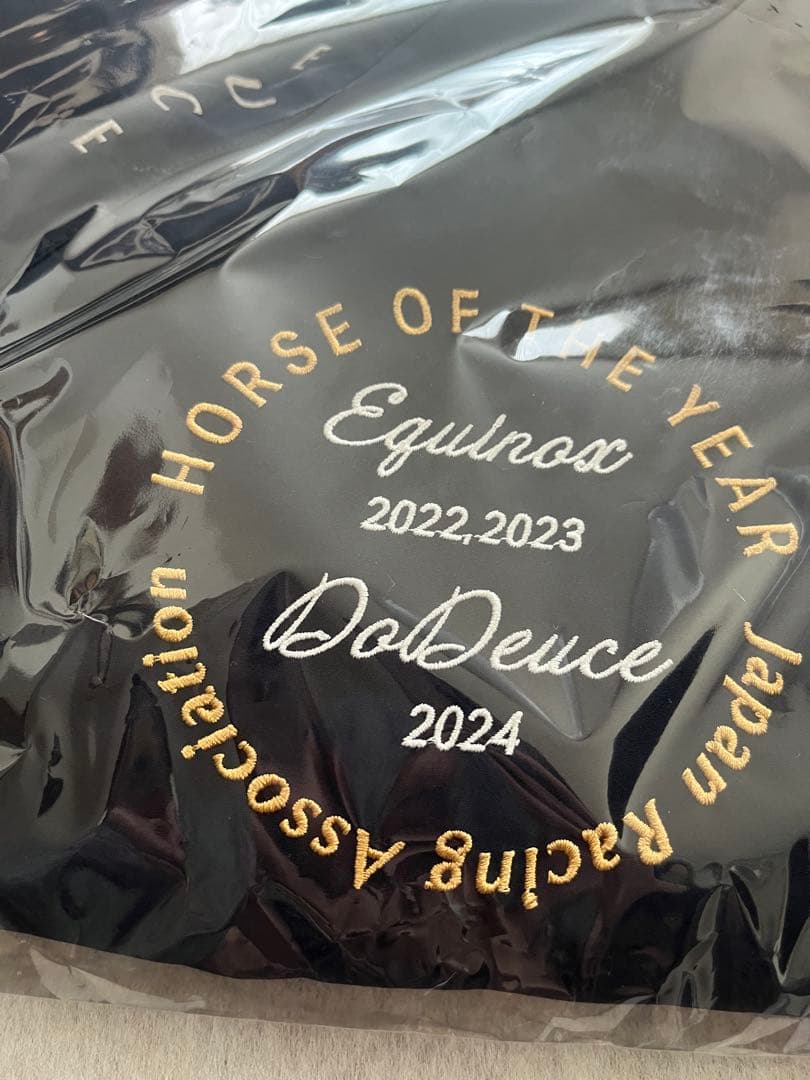 HORSE OF THE YEAR
Equinox
2022,2023
DoDeuce
2024
Japan Racing Association